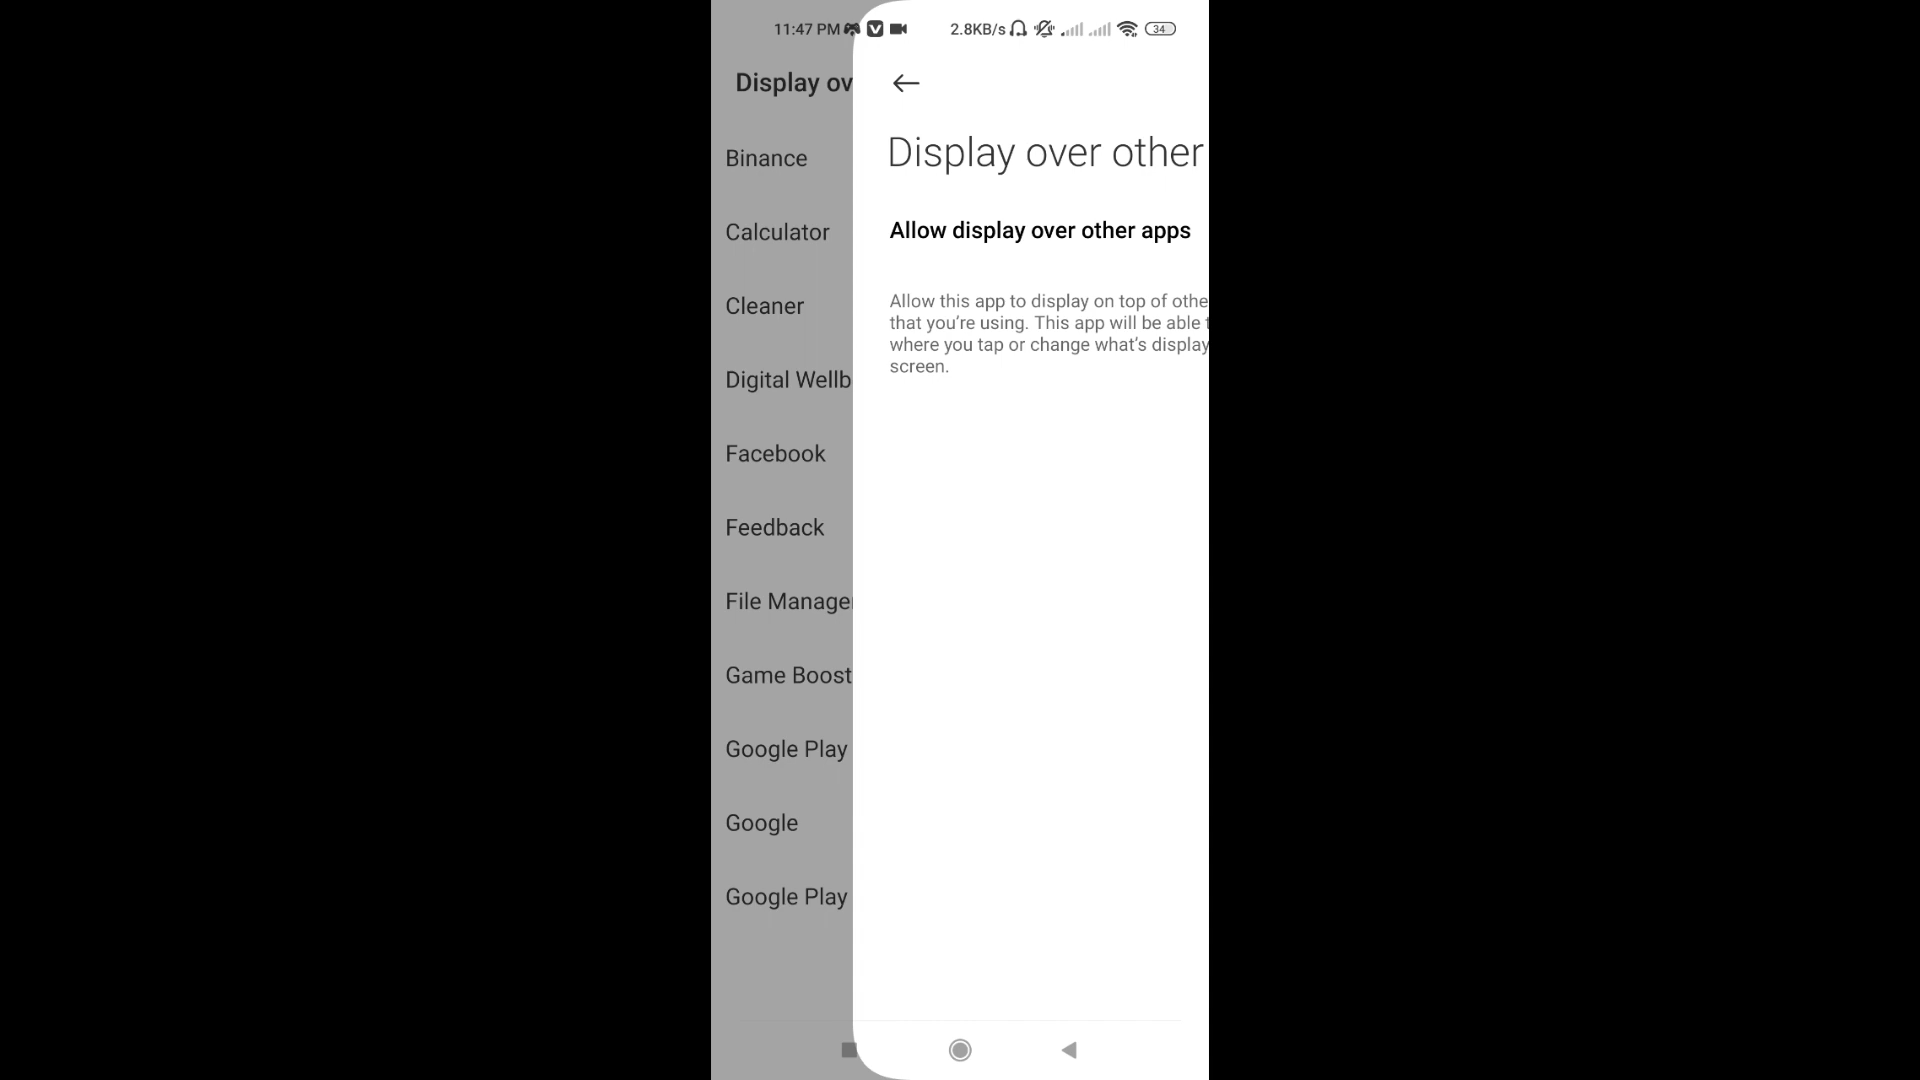 11:47 PM
2.8KB/s
34
Display ov
Binance
Calculator
Cleaner
Digital Wellb
Facebook
Feedback
File Manage
Game Boost
Google Play
Google
Google Play
Display over other
Allow display over other apps
Allow this app to display on top of othe
that you’re using. This app will be able t
where you tap or change what’s display
screen.